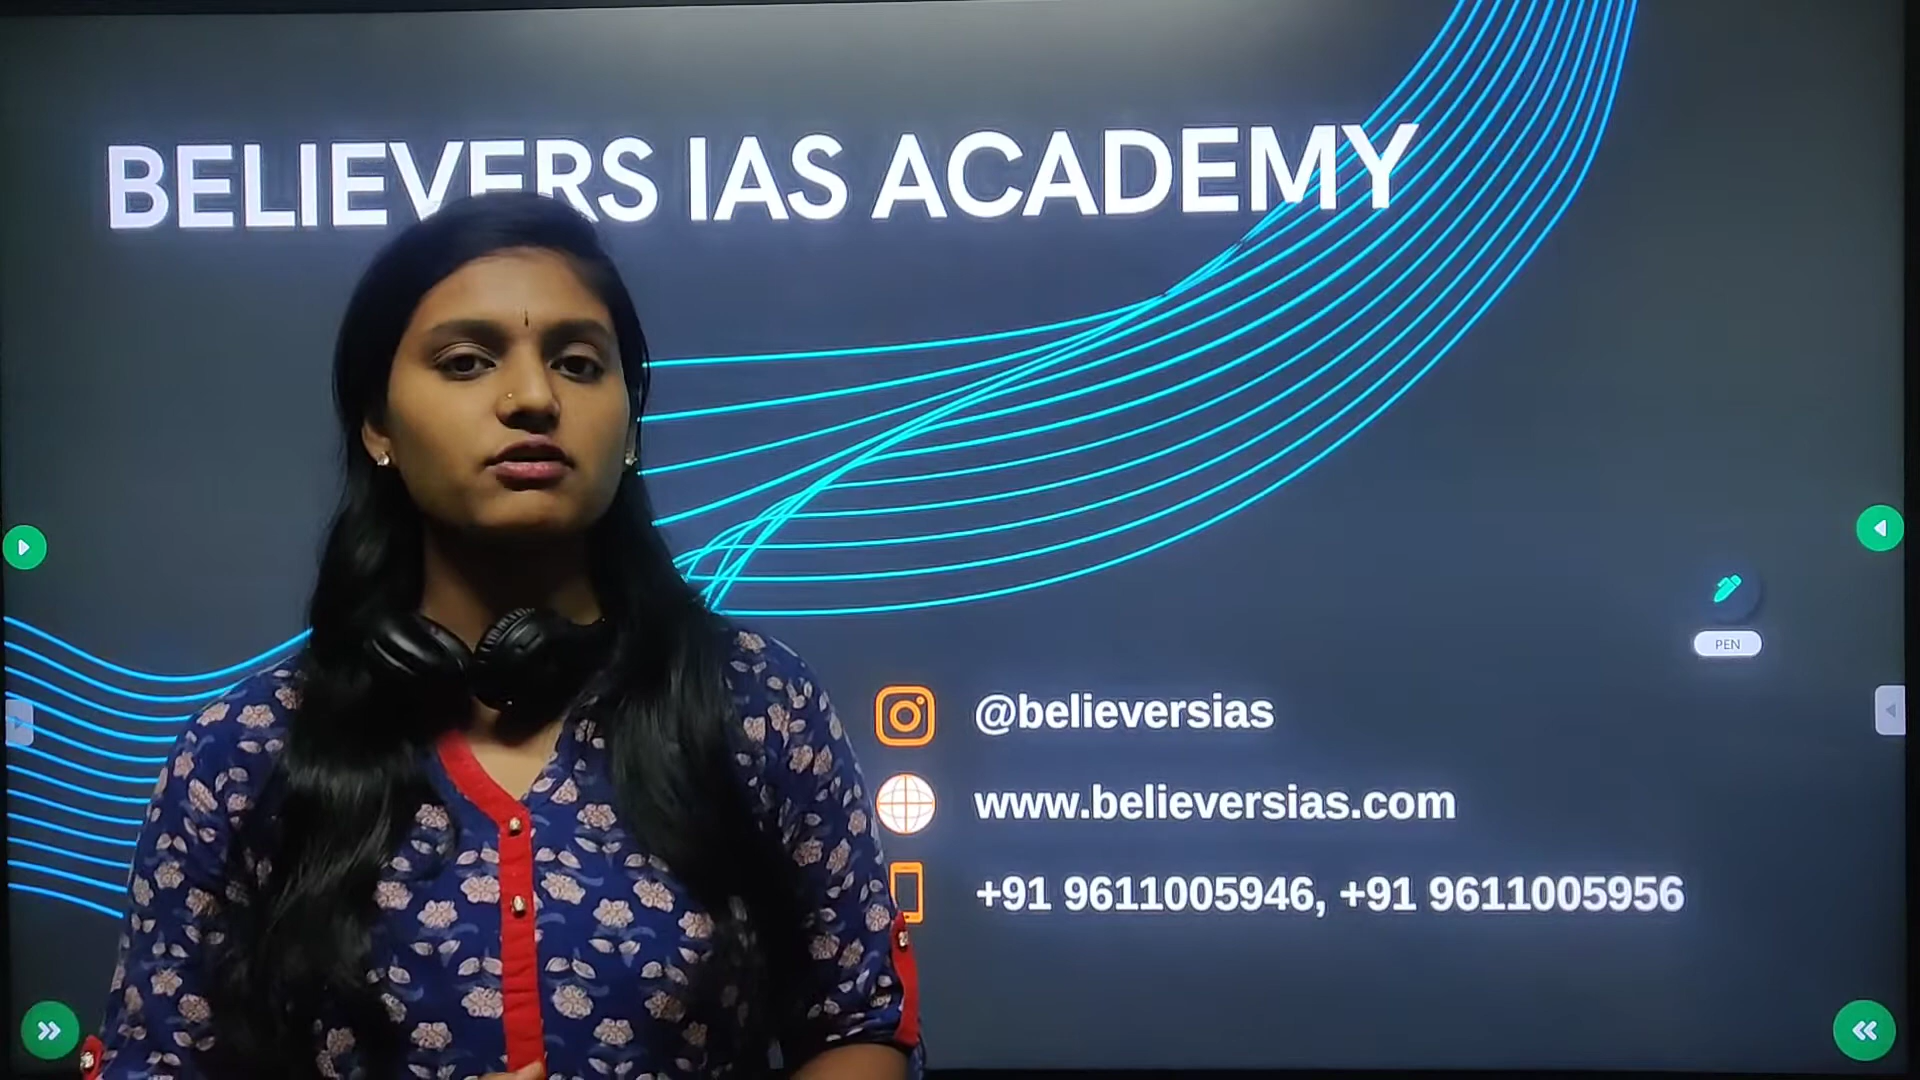 BELIEVERS IAS ACADEMY
PEN
@believersias
www.believersias.com
+91 9611005946, +91 9611005956